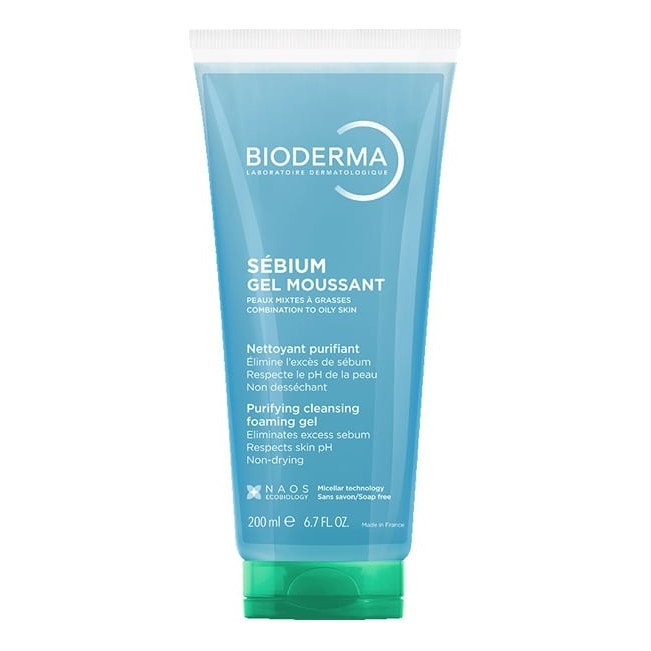 BIODERMA
LABORATOIRE DERMATOLOGIQUE
SÉBIUM
GEL MOUSSANT
PEAUX MIXTES À GRASSES
COMBINATION TO OILY SKIN
Nettoyant purifiant
Élimine l'excès de sébum
Respecte le pH de la peau
Non desséchant
Purifying cleansing
foaming gel
Eliminates excess sebum
Respects skin pH
Non-drying
NAOS
ECOBIOLOGY
Micellar technology
Sans savon/Soap free
200 ml ℮ 6.7 FL OZ.
Made in France